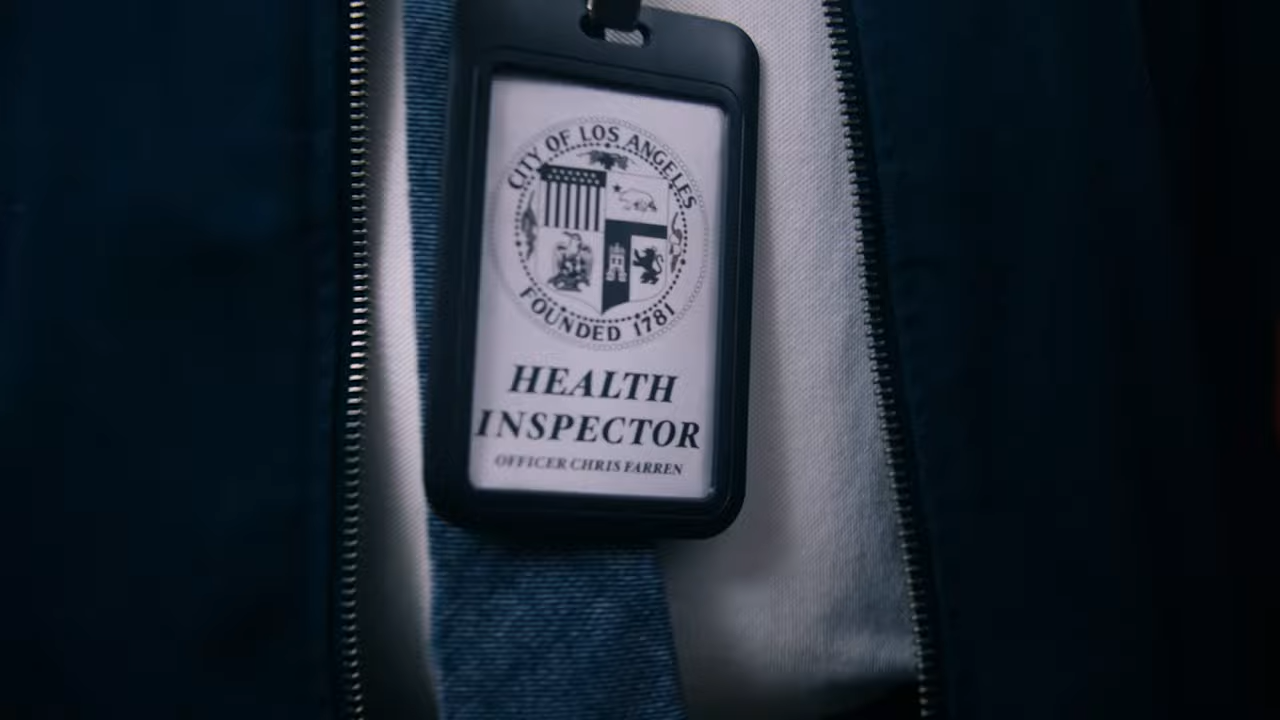 CITY OF LOS ANGELES
FOUNDED 1781
HEALTH
INSPECTOR
OFFICER CHRIS FARREN